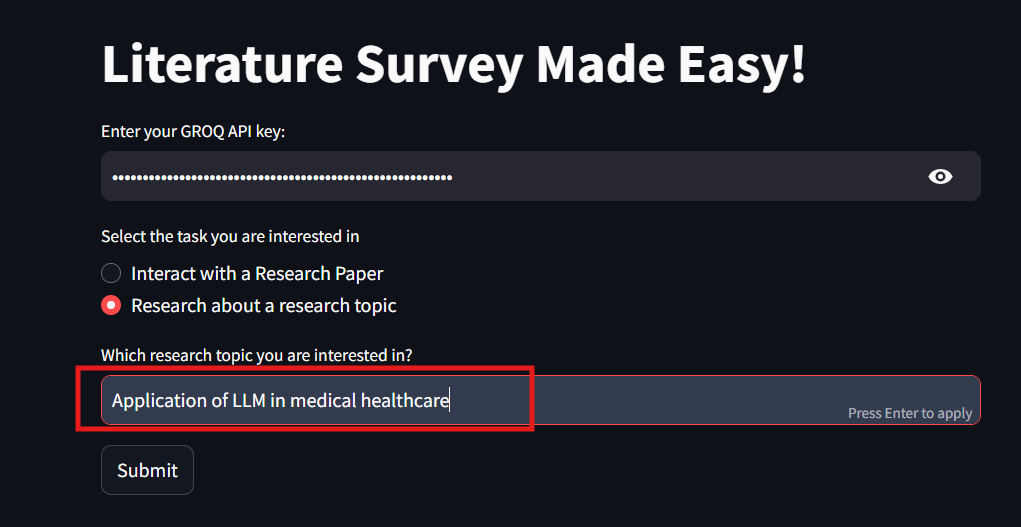 Literature Survey Made Easy!
Enter your GROQ API key:
Select the task you are interested in
Interact with a Research Paper
Research about a research topic
Which research topic you are interested in?
Application of LLM in medical healthcare
Press Enter to apply
Submit